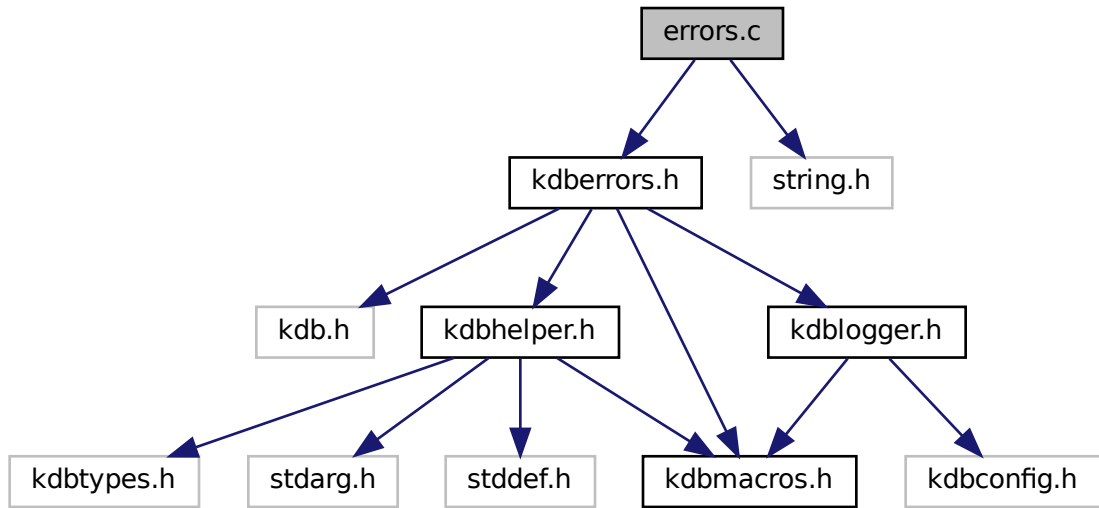 errors.c
kdberrors.h
string.h
kdb.h
kdbhelper.h
kdblogger.h
kdbtypes.h
stdarg.h
stddef.h
kdbmacros.h
kdbconfig.h